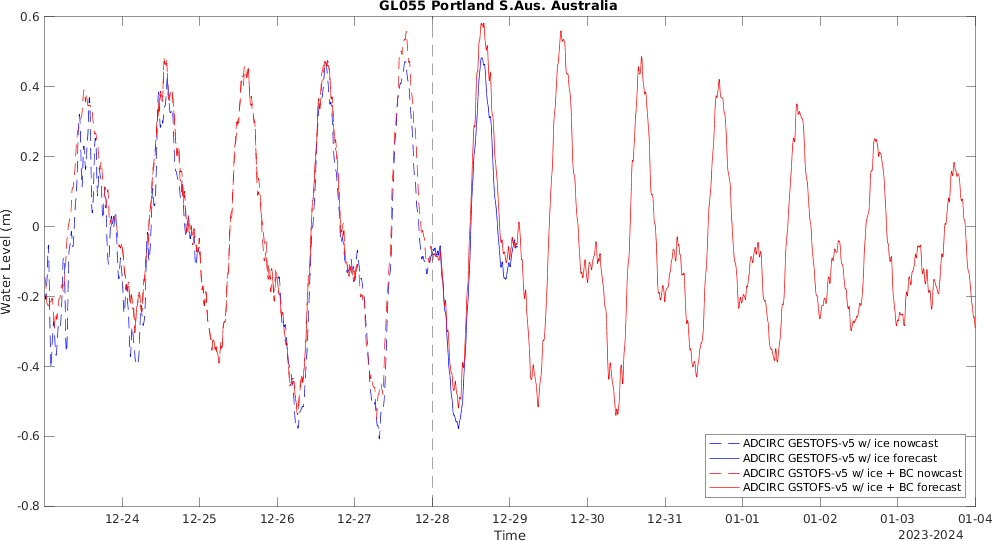 GL055 Portland S.Aus. Australia
0.6
0.4
0.2
0
-0.2
-0.4
-0.6
-0.8
Water Level (m)
ADCIRC GESTOFS-v5 w/ ice nowcast
ADCIRC GESTOFS-v5 w/ ice forecast
ADCIRC GSTOFS-v5 w/ ice + BC nowcast
ADCIRC GSTOFS-v5 w/ ice + BC forecast
12-24 12-25 12-26 12-27 12-28 12-29 12-30 12-31 01-01 01-02 01-03 01-04
Time
2023-2024